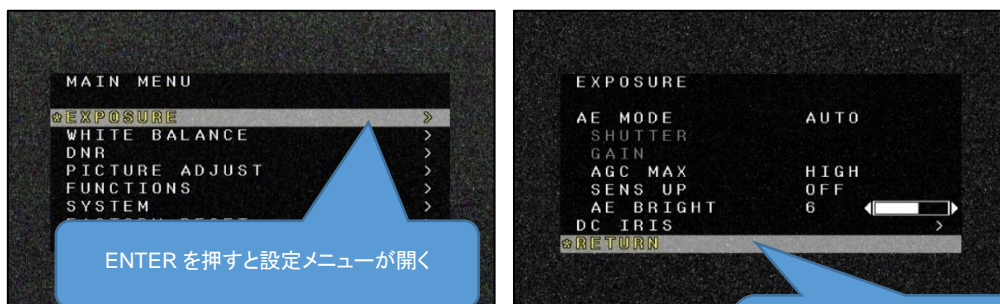 MAIN MENU
*EXPOSURE >
WHITE BALANCE >
DNR >
PICTURE ADJUST >
FUNCTIONS >
SYSTEM >
ENTER を押すと設定メニューが開く
EXPOSURE
AE MODE AUTO
SHUTTER
GAIN
AGC MAX HIGH
SENS UP OFF
AE BRIGHT 6
DC IRIS >
*RETURN